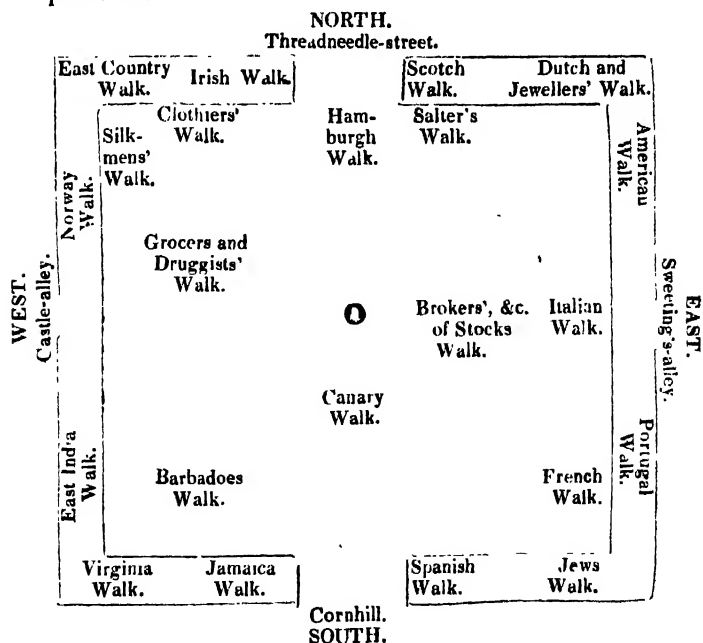 NORTH.
Threadneedle-street.
East Country
Walk.
Irish Walk.
Scotch
Walk.
Dutch and
Jewellers' Walk.
Clothiers'
Walk.
Silk-
mens'
Walk.
Ham-
burgh
Walk.
Salter's
Walk.
Americau
Walk.
Norway
Walk.
Grocers and
Druggists'
Walk.
WEST.
Castle-alley.
Brokers', &c.
of Stocks
Walk.
Italian
Walk.
Sweeting's-alley.
EAST.
Canary
Walk.
East India
Walk.
Barbadoes
Walk.
French
Walk.
Portugal
Walk.
Virginia
Walk.
Jamaica
Walk.
Spanish
Walk.
Jews
Walk.
Cornhill.
SOUTH.